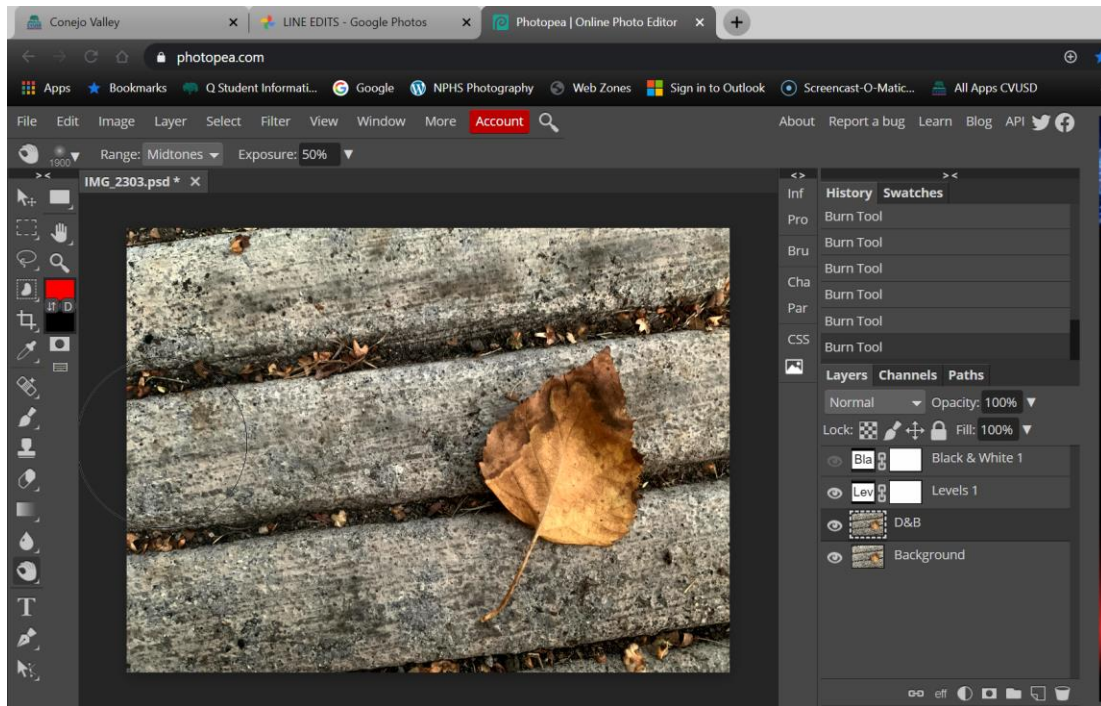 Conejo Valley × LINE EDITS - Google Photos × Photopea | Online Photo Editor × +
photopea.com
Apps Bookmarks Q Student Informati... Google NPHS Photography Web Zones Sign in to Outlook Screencast-O-Matic... All Apps CVUSD
File Edit Image Layer Select Filter View Window More Account About Report a bug Learn Blog API
1900 Range: Midtones Exposure: 50%
> < <> > <
IMG_2303.psd * ×
Inf History Swatches
Pro Burn Tool
Bru Burn Tool
Cha Burn Tool
Par Burn Tool
Burn Tool
CSS Burn Tool
D
Layers Channels Paths
Normal Opacity: 100%
Lock: Fill: 100%
Bla Black & White 1
Lev Levels 1
D&B
Background
T
eff